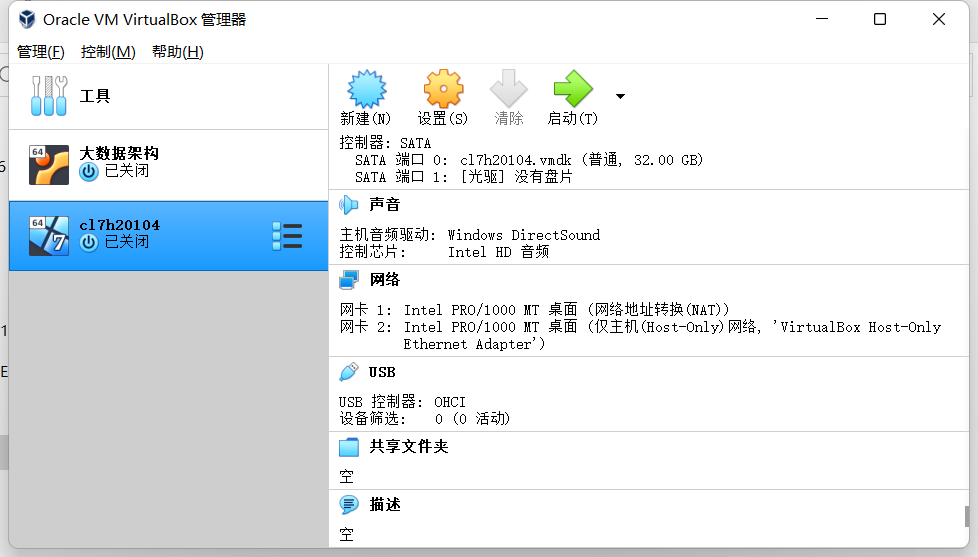 Oracle VM VirtualBox 管理器
管理(F) 控制(M) 帮助(H)
工具
新建(N) 设置(S) 清除 启动(T)
64 大数据架构
已关闭
64 7 cl7h20104
已关闭
控制器: SATA
SATA 端口 0: cl7h20104.vmdk (普通, 32.00 GB)
SATA 端口 1: [光驱] 没有盘片
声音
主机音频驱动: Windows DirectSound
控制芯片: Intel HD 音频
网络
网卡 1: Intel PRO/1000 MT 桌面 (网络地址转换(NAT))
网卡 2: Intel PRO/1000 MT 桌面 (仅主机(Host-Only)网络, 'VirtualBox Host-Only
Ethernet Adapter')
USB
USB 控制器: OHCI
设备筛选: 0 (0 活动)
共享文件夹
空
描述
空
6
1
E